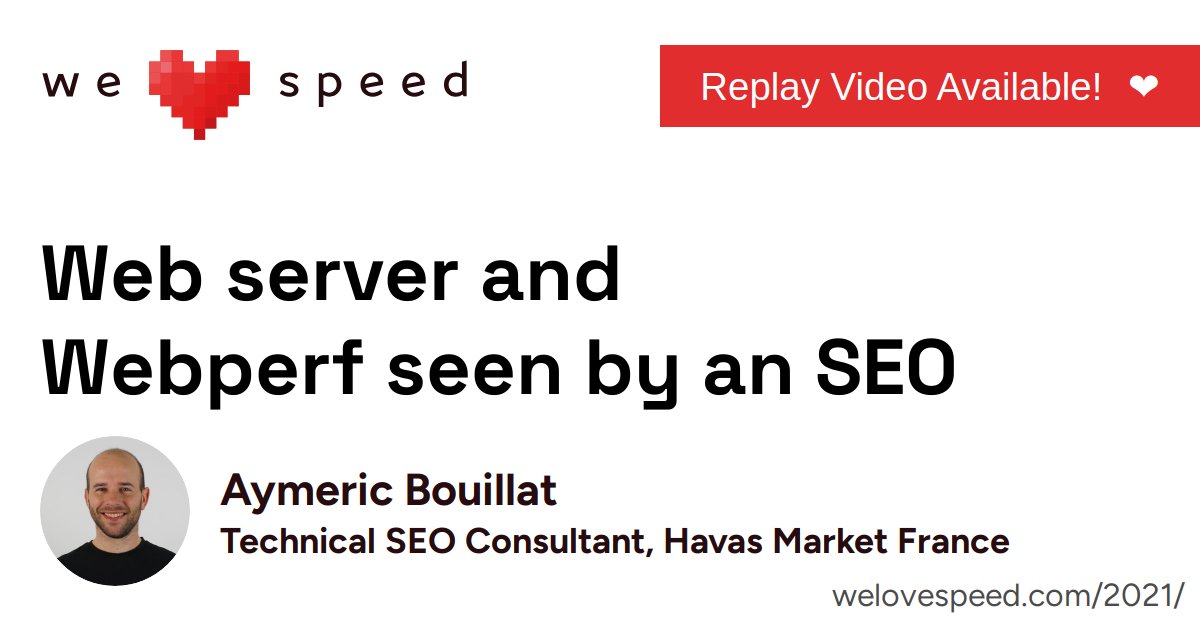 we ❤ speed
Replay Video Available! ❤
Web server and
Webperf seen by an SEO
Aymeric Bouillat
Technical SEO Consultant, Havas Market France
welovespeed.com/2021/